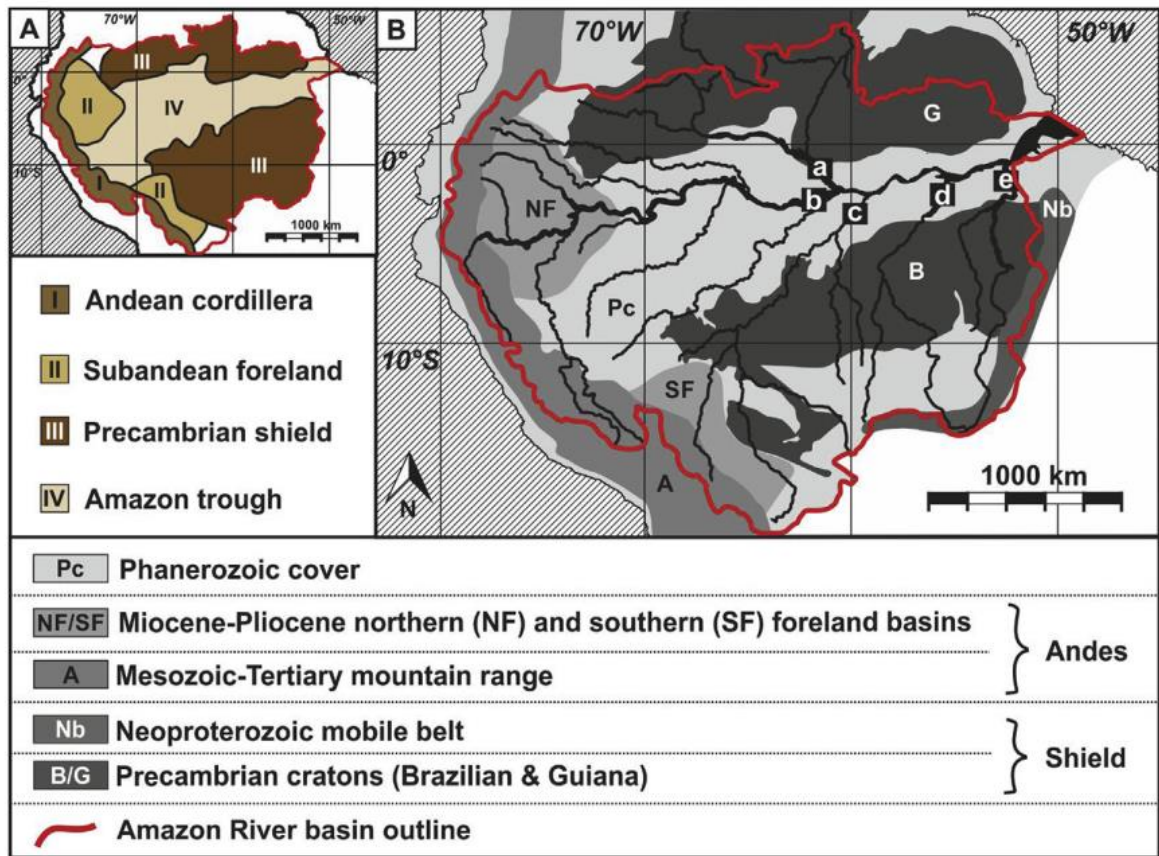 A
70°W
50°W
0°
10°S
III
II
IV
III
I
II
1000 km
I Andean cordillera
II Subandean foreland
III Precambrian shield
IV Amazon trough
B
70°W
50°W
0°
10°S
G
a
b
c
d
e
NF
Nb
B
Pc
SF
A
N
1000 km
Pc Phanerozoic cover
NF/SF Miocene-Pliocene northern (NF) and southern (SF) foreland basins
A Mesozoic-Tertiary mountain range
Andes
Nb Neoproterozoic mobile belt
B/G Precambrian cratons (Brazilian & Guiana)
Shield
Amazon River basin outline